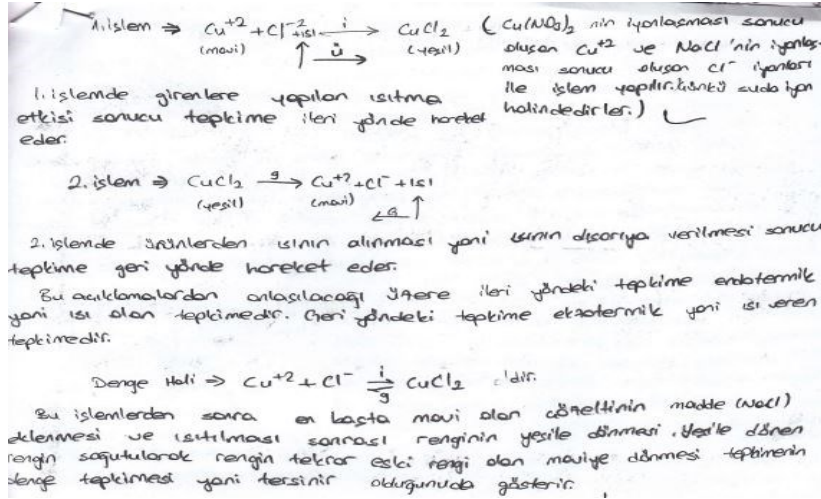 1. işlem ⇒ Cu⁺² + Cl⁻² +ısı —i→ CuCl₂ (Cu(NO₃)₂ nin iyonlaşması sonucu
(mavi) ↑ ü→ (yeşil) oluşan Cu⁺² ve NaCl'nin iyonlaş-
ması sonucu oluşan Cl⁻ iyonları
1. işlemde girenlere yapılan ısıtma ile işlem yapılır. Çünkü suda iyon
etkisi sonucu tepkime ileri yönde hareket halindedirler.)
eder.
2. işlem ⇒ CuCl₂ —g→ Cu⁺² + Cl⁻ + ısı
(yeşil) (mavi) ↑
2. işlemde ürünlerden ısının alınması yani ısının dışarıya verilmesi sonucu
tepkime geri yönde hareket eder.
Bu açıklamalardan anlaşılacağı üzere ileri yöndeki tepkime endotermik
yani ısı alan tepkimedir. Geri yöndeki tepkime ekzotermik yani ısı veren
tepkimedir.
Denge Hali ⇒ Cu⁺² + Cl⁻ i⇌g CuCl₂ 'dir.
Bu işlemlerden sonra en başta mavi olan çözeltinin madde (NaCl)
eklenmesi ve ısıtılması sonrası renginin yeşile dönmesi. Yeşile dönen
rengin soğutularak rengin tekrar eski rengi olan maviye dönmesi tepkimenin
denge tepkimesi yani tersinir olduğunuda gösterir.